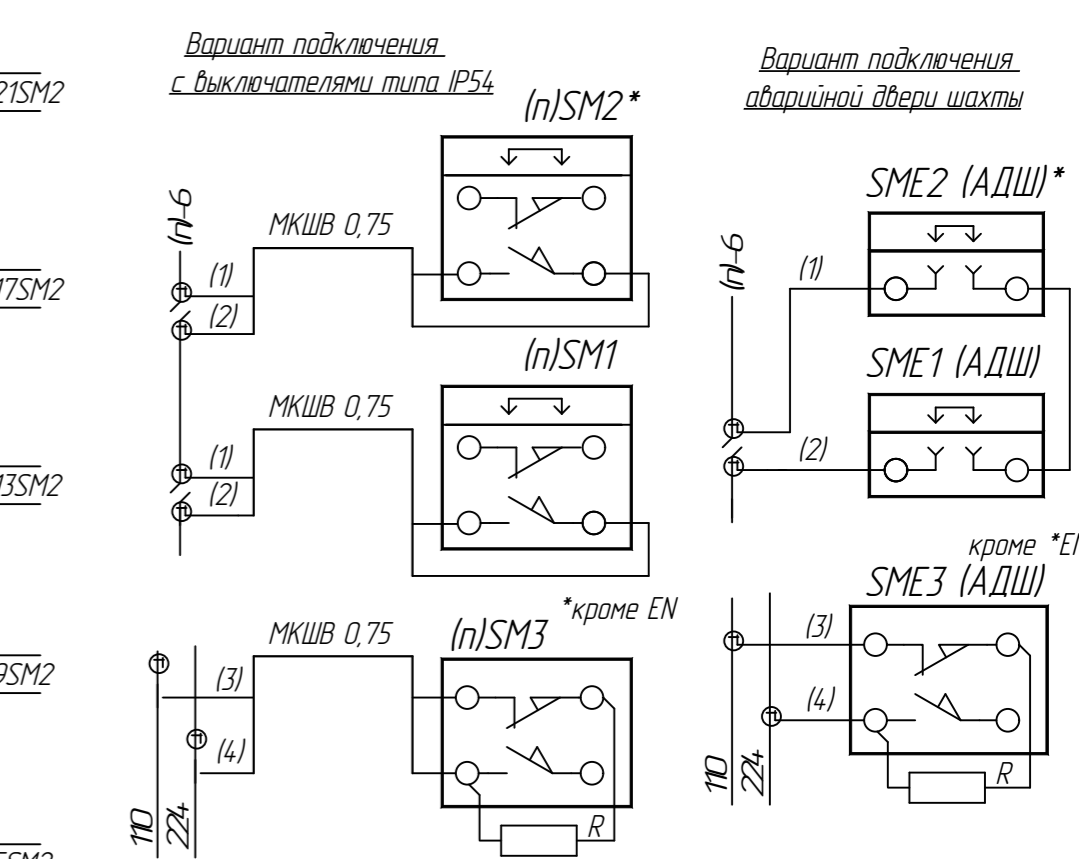 21SM2
17SM2
13SM2
9SM2
Вариант подключения
с выключателями типа IP54
(п)SM2*
(п)-6
МКШВ 0,75
(1)
(2)
(п)SM1
МКШВ 0,75
(1)
(2)
*кроме EN
МКШВ 0,75
(п)SM3
(3)
(4)
110
224
R
Вариант подключения
аварийной двери шахты
SME2 (АДШ)*
(п)-6
(1)
SME1 (АДШ)
(2)
кроме *EN
SME3 (АДШ)
(3)
(4)
110
224
R